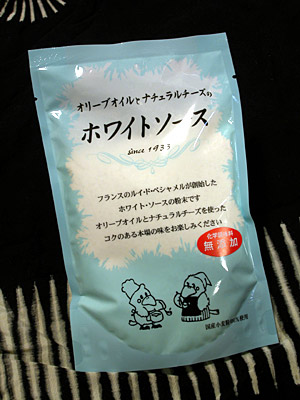 オリーブオイルとナチュラルチーズの
ホワイトソース
since 1933
フランスのルイ・ド・ベシャメルが創始した
ホワイト・ソースの粉末です
オリーブオイルとナチュラルチーズを使った
コクのある本場の味をお楽しみください
化学調味料
無添加